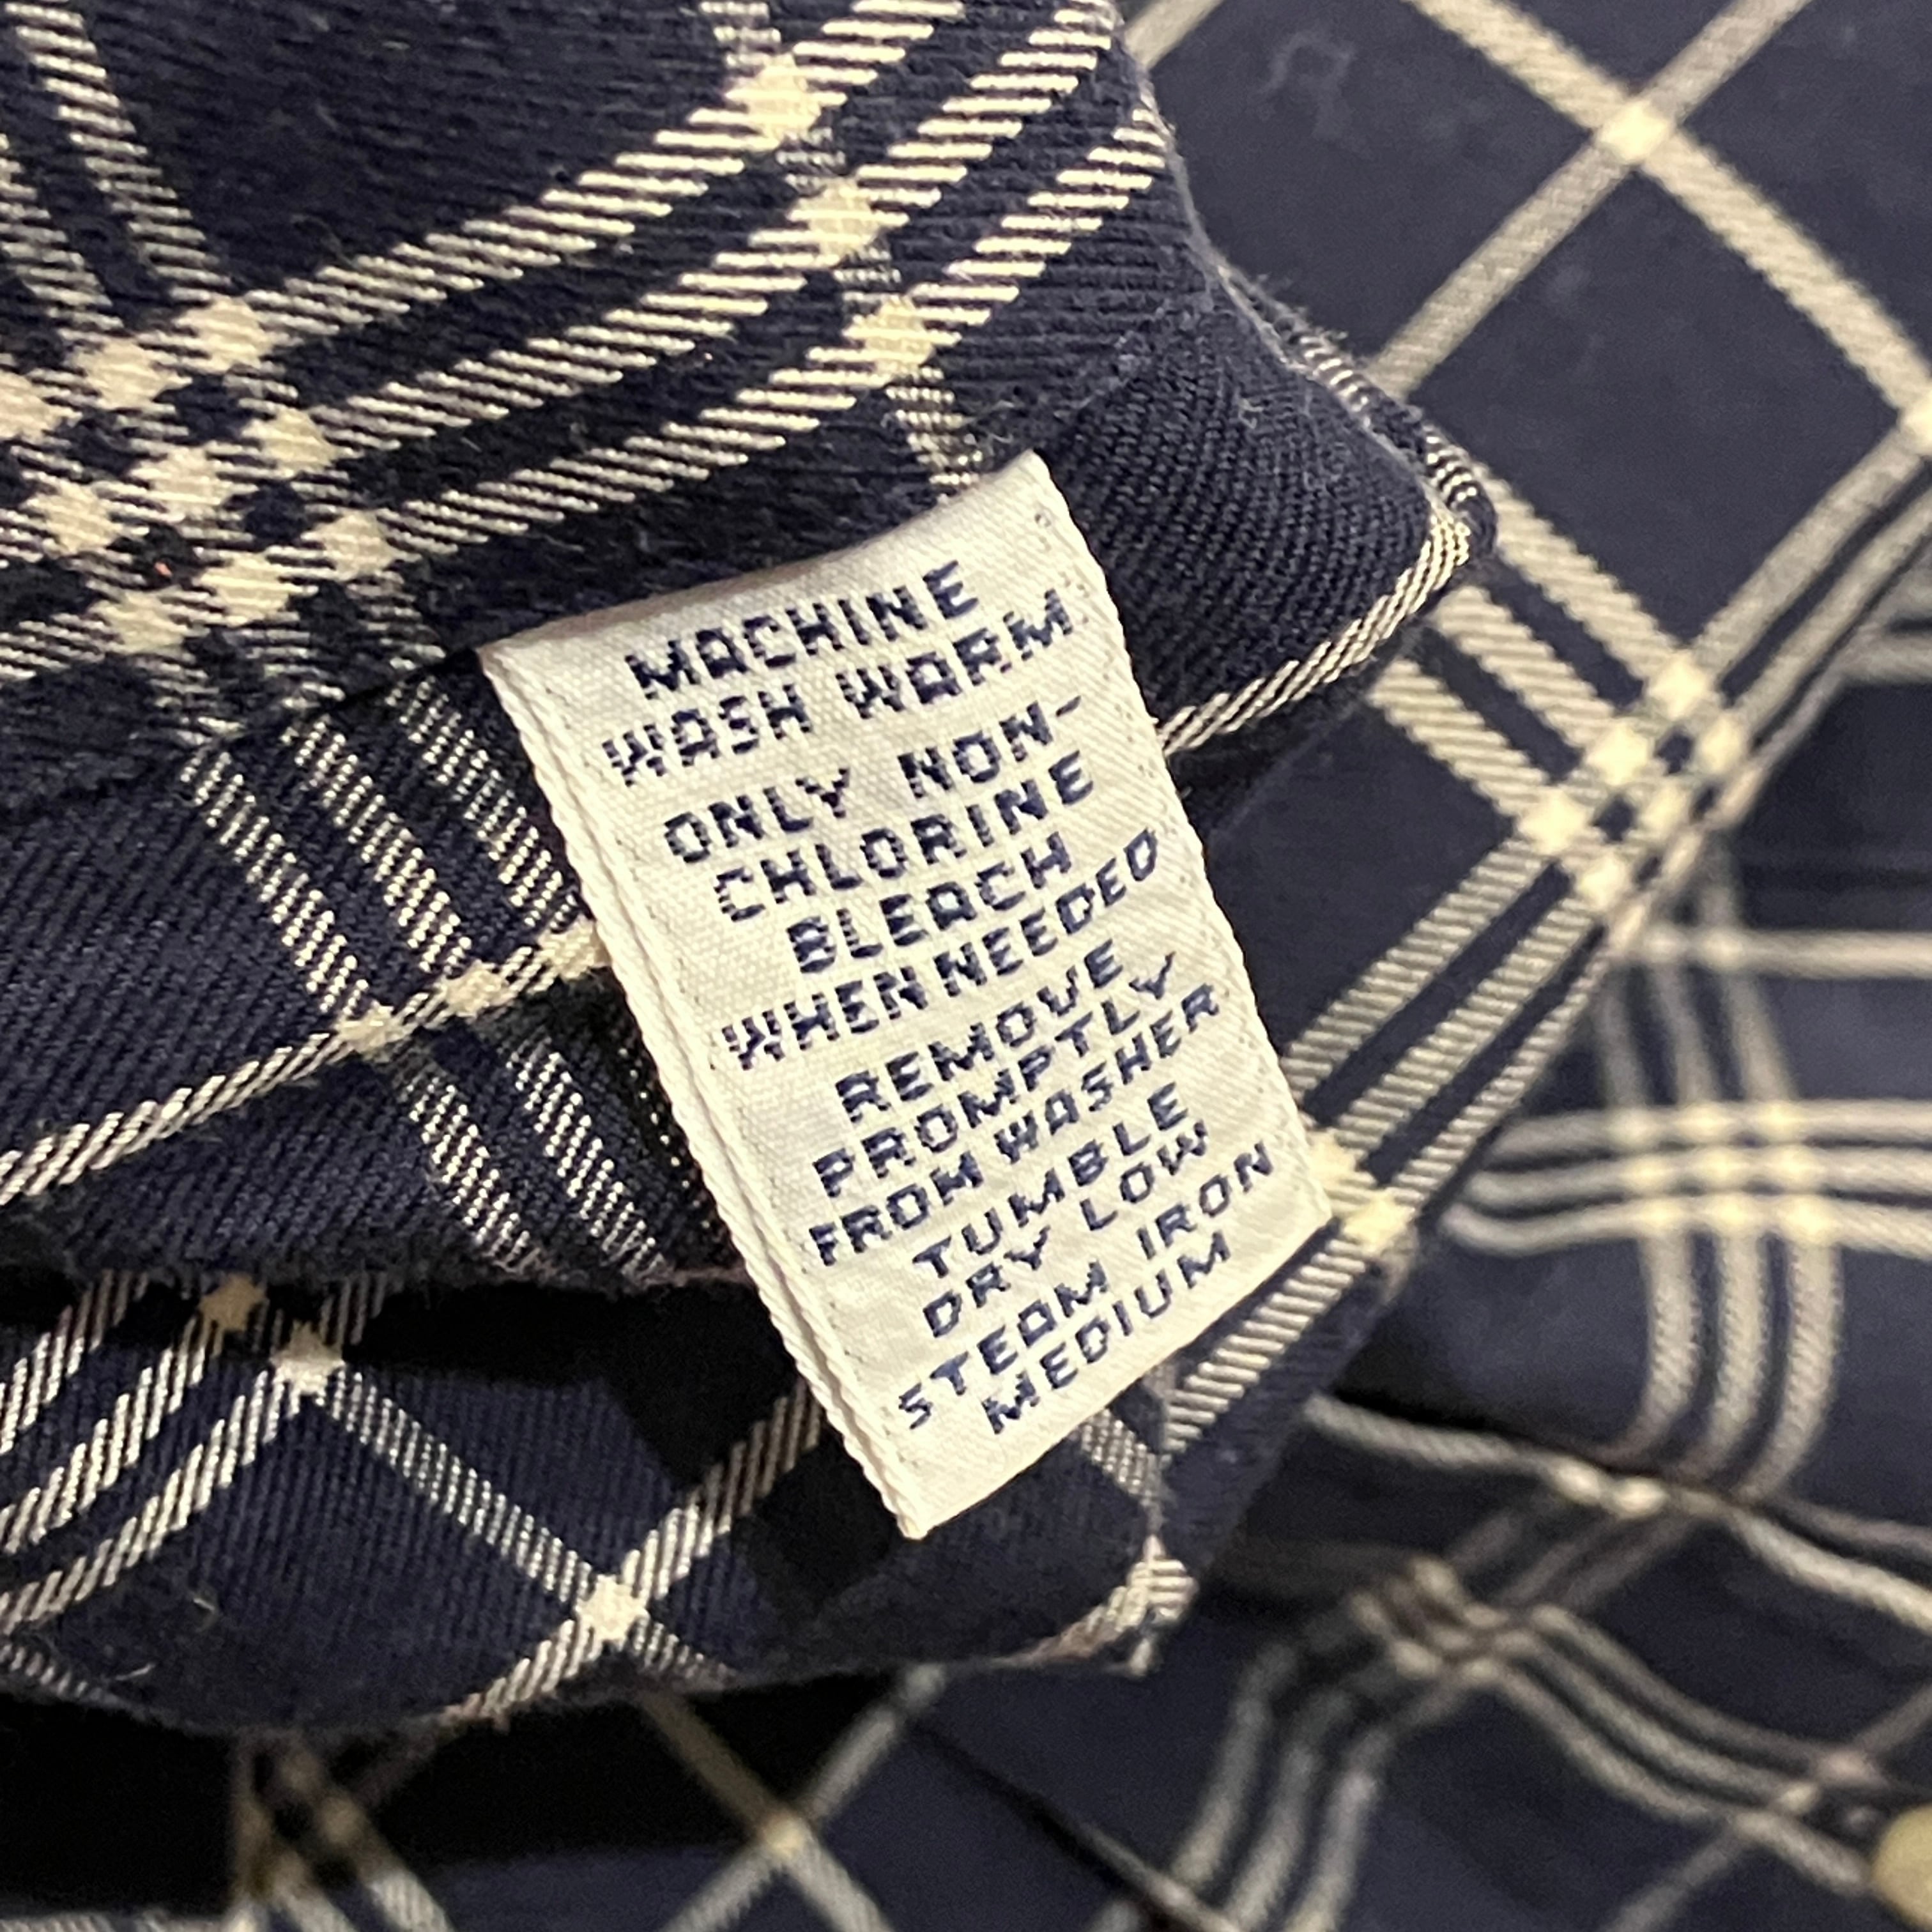 MACHINE
WASH WARM
ONLY NON-
CHLORINE
BLEACH
WHEN NEEDED
REMOVE
PROMPTLY
FROM WASHER
TUMBLE
DRY LOW
STEAM IRON
MEDIUM